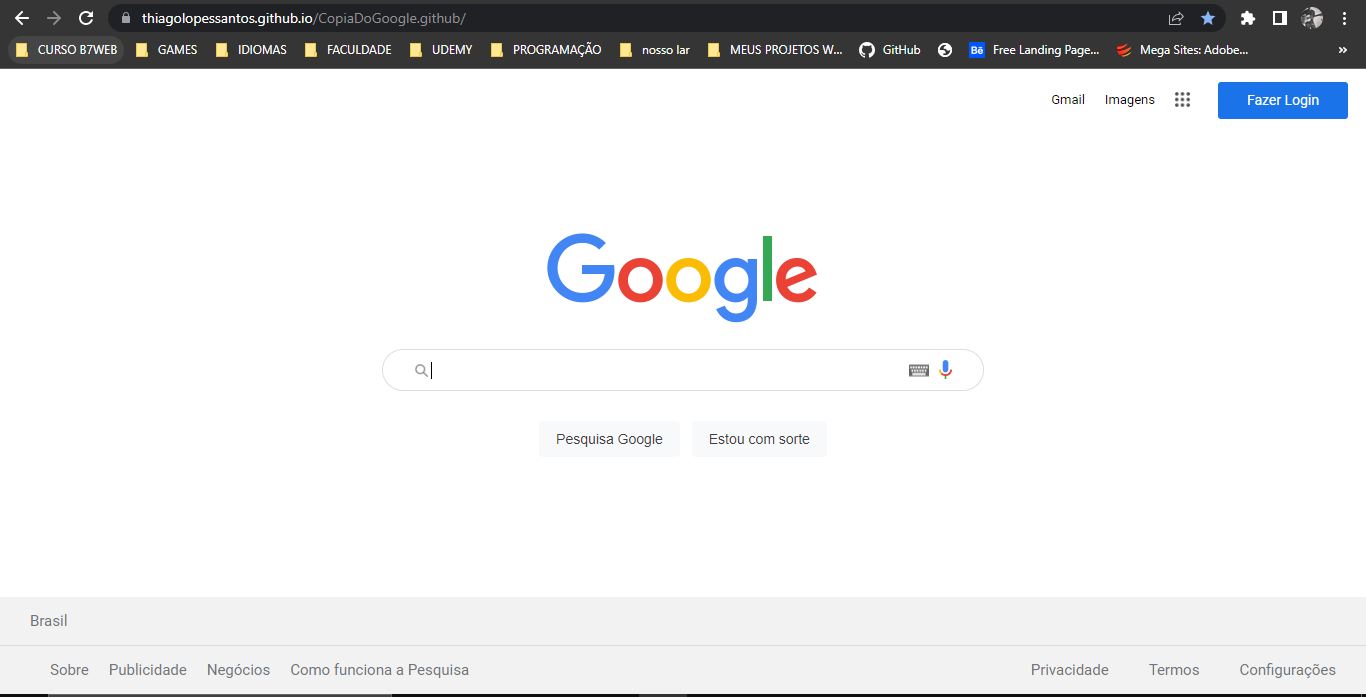 thiagolopessantos.github.io/CopiaDoGoogle.github/
CURSO B7WEB GAMES IDIOMAS FACULDADE UDEMY PROGRAMAÇÃO nosso lar MEUS PROJETOS W... GitHub Bē Free Landing Page... Mega Sites: Adobe... »
Gmail Imagens Fazer Login
Google
Pesquisa Google Estou com sorte
Brasil
Sobre Publicidade Negócios Como funciona a Pesquisa Privacidade Termos Configurações